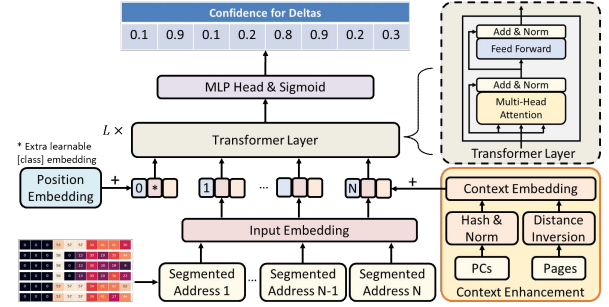 Confidence for Deltas
0.1 0.9 0.1 0.2 0.8 0.9 0.2 0.3
MLP Head & Sigmoid
L ×
Transformer Layer
Add & Norm
Feed Forward
Add & Norm
Multi-Head
Attention
Transformer Layer
* Extra learnable
[class] embedding
Position
Embedding
+
0 * 1 ... N
+
Context Embedding
Input Embedding
Hash &
Norm
Distance
Inversion
PCs
Pages
Context Enhancement
Segmented
Address 1
...
Segmented
Address N-1
Segmented
Address N